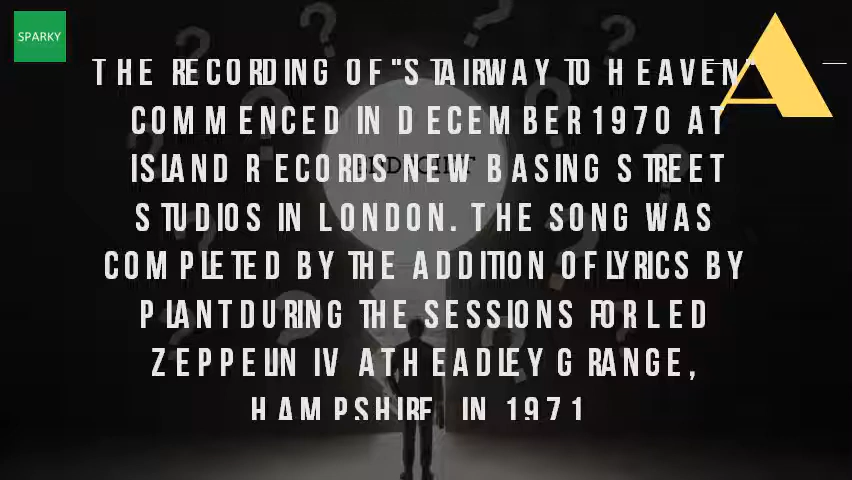 SPARKY
A
THE RECORDING OF "STAIRWAY TO HEAVEN"
COMMENCED IN DECEMBER 1970 AT
ISLAND RECORDS NEW BASING STREET
STUDIOS IN LONDON. THE SONG WAS
COMPLETED BY THE ADDITION OF LYRICS BY
PLANT DURING THE SESSIONS FOR LED
ZEPPELIN IV AT HEADLEY GRANGE,
HAMPSHIRE, IN 1971